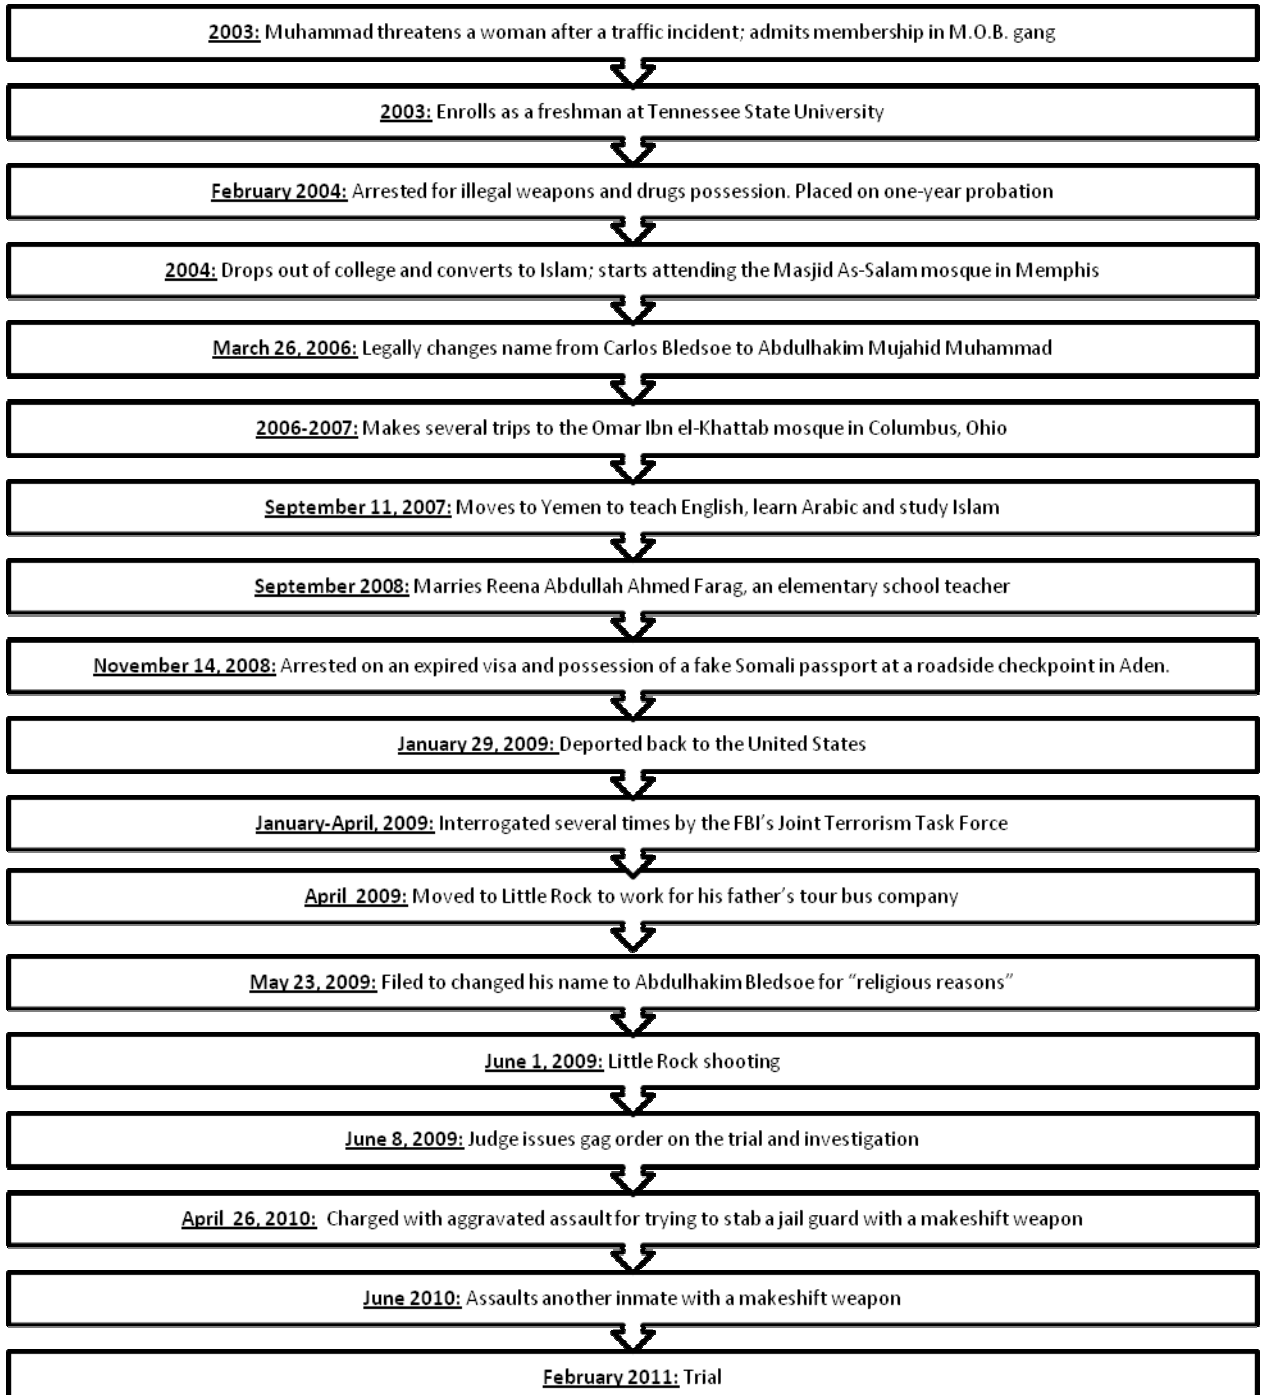 2003: Muhammad threatens a woman after a traffic incident; admits membership in M.O.B. gang
2003: Enrolls as a freshman at Tennessee State University
February 2004: Arrested for illegal weapons and drugs possession. Placed on one-year probation
2004: Drops out of college and converts to Islam; starts attending the Masjid As-Salam mosque in Memphis
March 26, 2006: Legally changes name from Carlos Bledsoe to Abdulhakim Mujahid Muhammad
2006-2007: Makes several trips to the Omar Ibn el-Khattab mosque in Columbus, Ohio
September 11, 2007: Moves to Yemen to teach English, learn Arabic and study Islam
September 2008: Marries Reena Abdullah Ahmed Farag, an elementary school teacher
November 14, 2008: Arrested on an expired visa and possession of a fake Somali passport at a roadside checkpoint in Aden.
January 29, 2009: Deported back to the United States
January-April, 2009: Interrogated several times by the FBI's Joint Terrorism Task Force
April 2009: Moved to Little Rock to work for his father's tour bus company
May 23, 2009: Filed to changed his name to Abdulhakim Bledsoe for "religious reasons"
June 1, 2009: Little Rock shooting
June 8, 2009: Judge issues gag order on the trial and investigation
April 26, 2010: Charged with aggravated assault for trying to stab a jail guard with a makeshift weapon
June 2010: Assaults another inmate with a makeshift weapon
February 2011: Trial